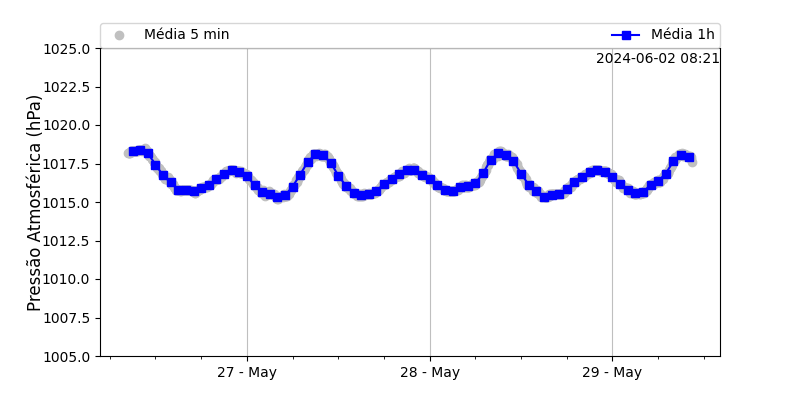 Média 5 min
Média 1h
2024-06-02 08:21
Pressão Atmosférica (hPa)
1025.0
1022.5
1020.0
1017.5
1015.0
1012.5
1010.0
1007.5
1005.0
27 - May
28 - May
29 - May